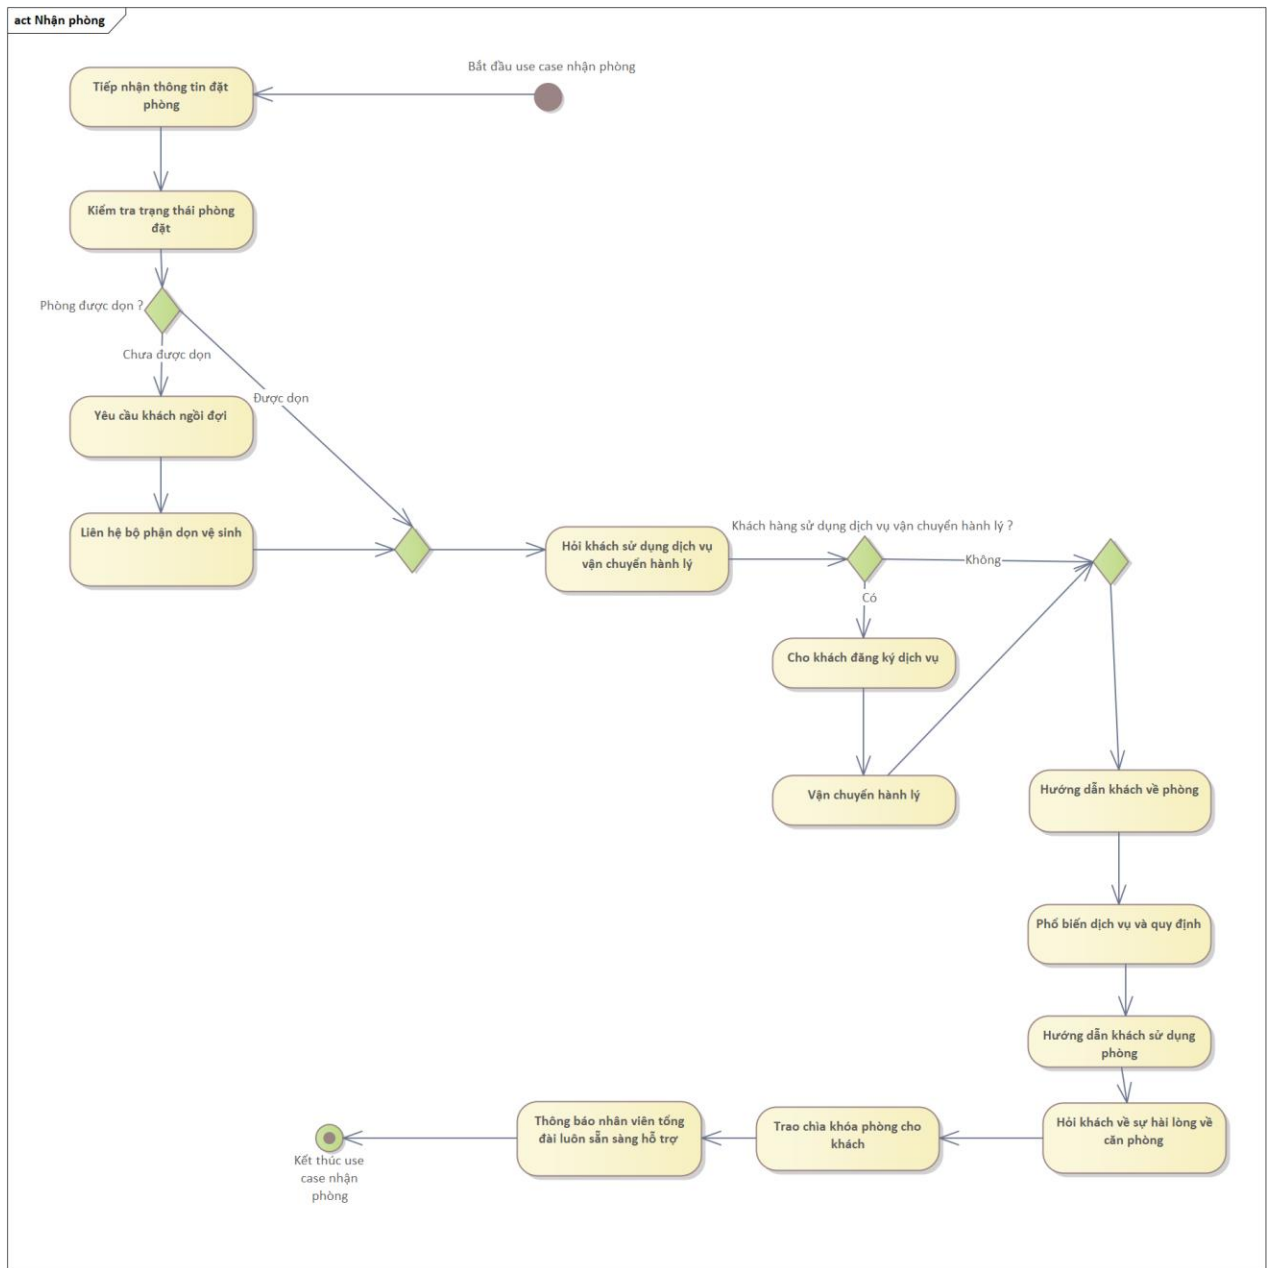 act Nhận phòng
Bắt đầu use case nhận phòng
Tiếp nhận thông tin đặt
phòng
Kiểm tra trạng thái phòng
đặt
Phòng được dọn ?
Chưa được dọn
Được dọn
Yêu cầu khách ngồi đợi
Liên hệ bộ phận dọn vệ sinh
Hỏi khách sử dụng dịch vụ
vận chuyển hành lý
Khách hàng sử dụng dịch vụ vận chuyển hành lý ?
Không
Có
Cho khách đăng ký dịch vụ
Vận chuyển hành lý
Hướng dẫn khách về phòng
Phổ biến dịch vụ và quy định
Hướng dẫn khách sử dụng
phòng
Hỏi khách về sự hài lòng về
căn phòng
Trao chìa khóa phòng cho
khách
Thông báo nhân viên tổng
đài luôn sẵn sàng hỗ trợ
Kết thúc use
case nhận
phòng